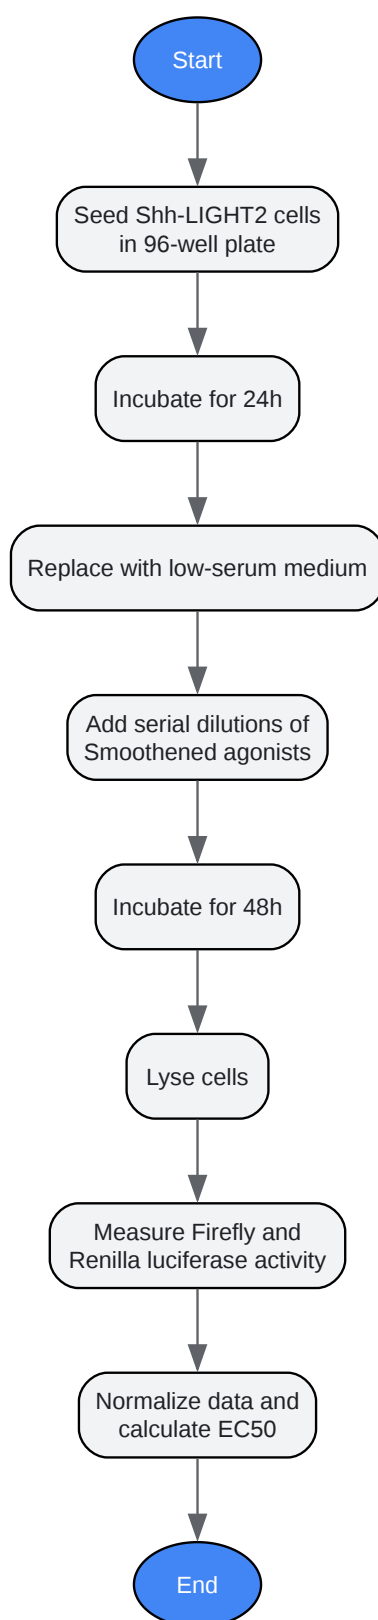 Start
Seed Shh-LIGHT2 cells
in 96-well plate
Incubate for 24h
Replace with low-serum medium
Add serial dilutions of
Smoothened agonists
Incubate for 48h
Lyse cells
Measure Firefly and
Renilla luciferase activity
Normalize data and
calculate EC50
End